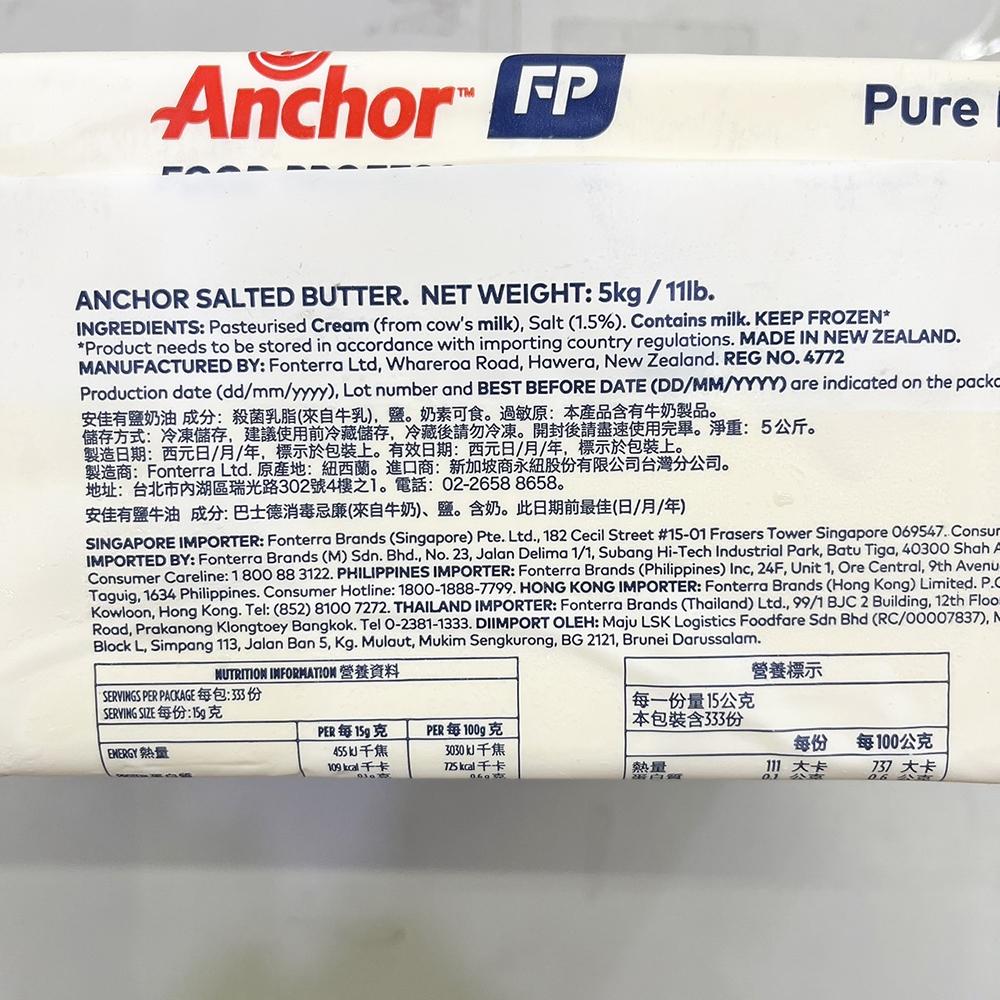 Anchor™ FP
Pure
ANCHOR SALTED BUTTER. NET WEIGHT: 5kg / 11lb.
INGREDIENTS: Pasteurised Cream (from cow's milk), Salt (1.5%). Contains milk. KEEP FROZEN*
*Product needs to be stored in accordance with importing country regulations. MADE IN NEW ZEALAND.
MANUFACTURED BY: Fonterra Ltd, Whareroa Road, Hawera, New Zealand. REG NO. 4772
Production date (dd/mm/yyyy), Lot number and BEST BEFORE DATE (DD/MM/YYYY) are indicated on the
安佳有鹽奶油 成分：殺菌乳脂(來自牛乳)，鹽。奶素可食。過敏原：本產品含有牛奶製品。
儲存方式：冷凍儲存，建議使用前冷藏儲存，冷藏後請勿冷凍。開封後請盡速使用完畢。淨重：5公斤。
製造日期：西元日/月/年，標示於包裝上。有效日期：西元日/月/年，標示於包裝上。
製造商：Fonterra Ltd. 原產地：紐西蘭。進口商：新加坡商永紐股份有限公司台灣分公司。
地址：台北市內湖區瑞光路302號4樓之1。電話：02-2658 8658。
安佳有鹽牛油 成分: 巴士德消毒忌廉(來自牛奶)、鹽。含奶。此日期前最佳(日/月/年)
SINGAPORE IMPORTER: Fonterra Brands (Singapore) Pte. Ltd., 182 Cecil Street #15-01 Frasers Tower Singapore 069547.
IMPORTED BY: Fonterra Brands (M) Sdn. Bhd., No. 23, Jalan Delima 1/1, Subang Hi-Tech Industrial Park, Batu Tiga, 40300 Shah
Consumer Careline: 1 800 88 3122. PHILIPPINES IMPORTER: Fonterra Brands (Philippines) Inc, 24F, Unit 1, Ore Central, 9th
Taguig, 1634 Philippines. Consumer Hotline: 1800-1888-7799. HONG KONG IMPORTER: Fonterra Brands (Hong Kong) Limited.
Kowloon, Hong Kong. Tel: (852) 8100 7272. THAILAND IMPORTER: Fonterra Brands (Thailand) Ltd., 99/1 BJC 2 Building, 12th
Road, Prakanong Klongtoey Bangkok. Tel 0-2381-1333. DIIMPORT OLEH: Maju LSK Logistics Foodfare Sdn Bhd (RC/00007837),
Block L, Simpang 113, Jalan Ban 5, Kg. Mulaut, Mukim Sengkurong, BG 2121, Brunei Darussalam.
NUTRITION INFORMATION 營養資料
SERVINGS PER PACKAGE 每包: 333 份
SERVING SIZE 每份: 15g 克
PER 每 15g 克 PER 每 100g 克
ENERGY 熱量 455 kJ 千焦 3030 kJ 千焦
109 kcal 千卡 725 kcal 千卡
營養標示
每一份量15公克
本包裝含333份
每份 每100公克
熱量 111 大卡 737 大卡